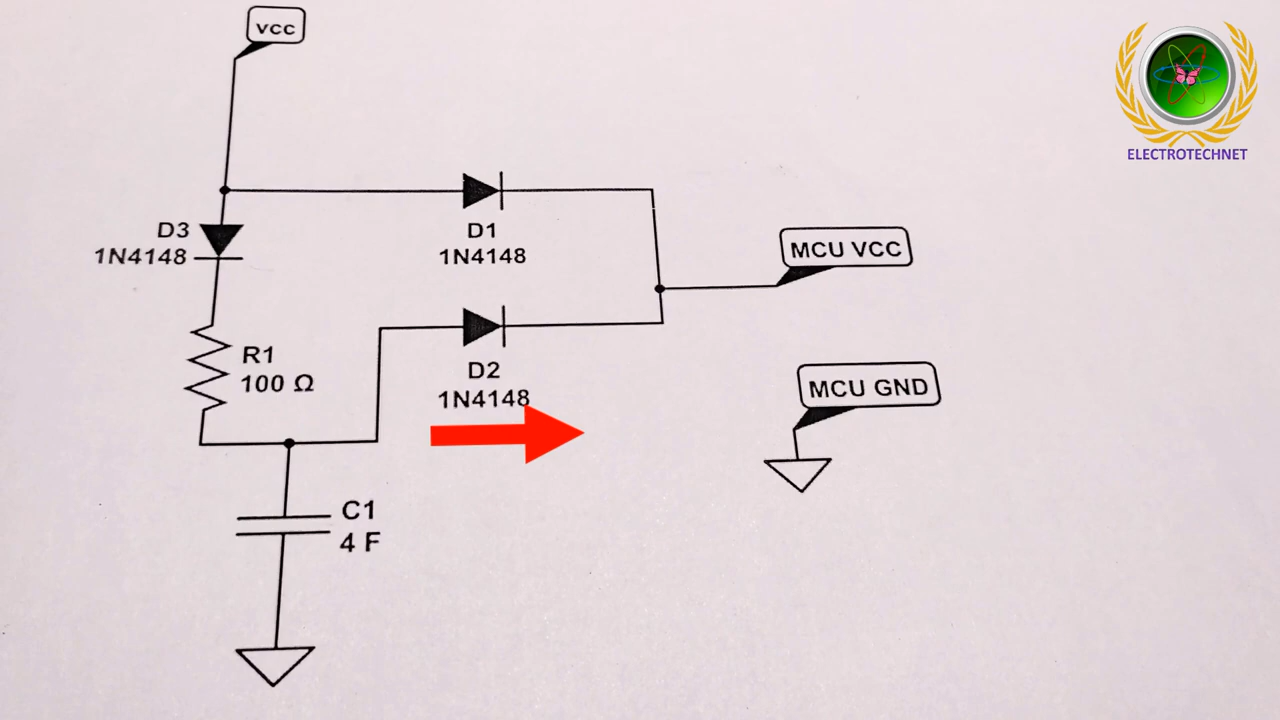 VCC
ELECTROTECHNET
D3
1N4148
D1
1N4148
MCU VCC
R1
100 Ω
D2
1N4148
MCU GND
C1
4 F